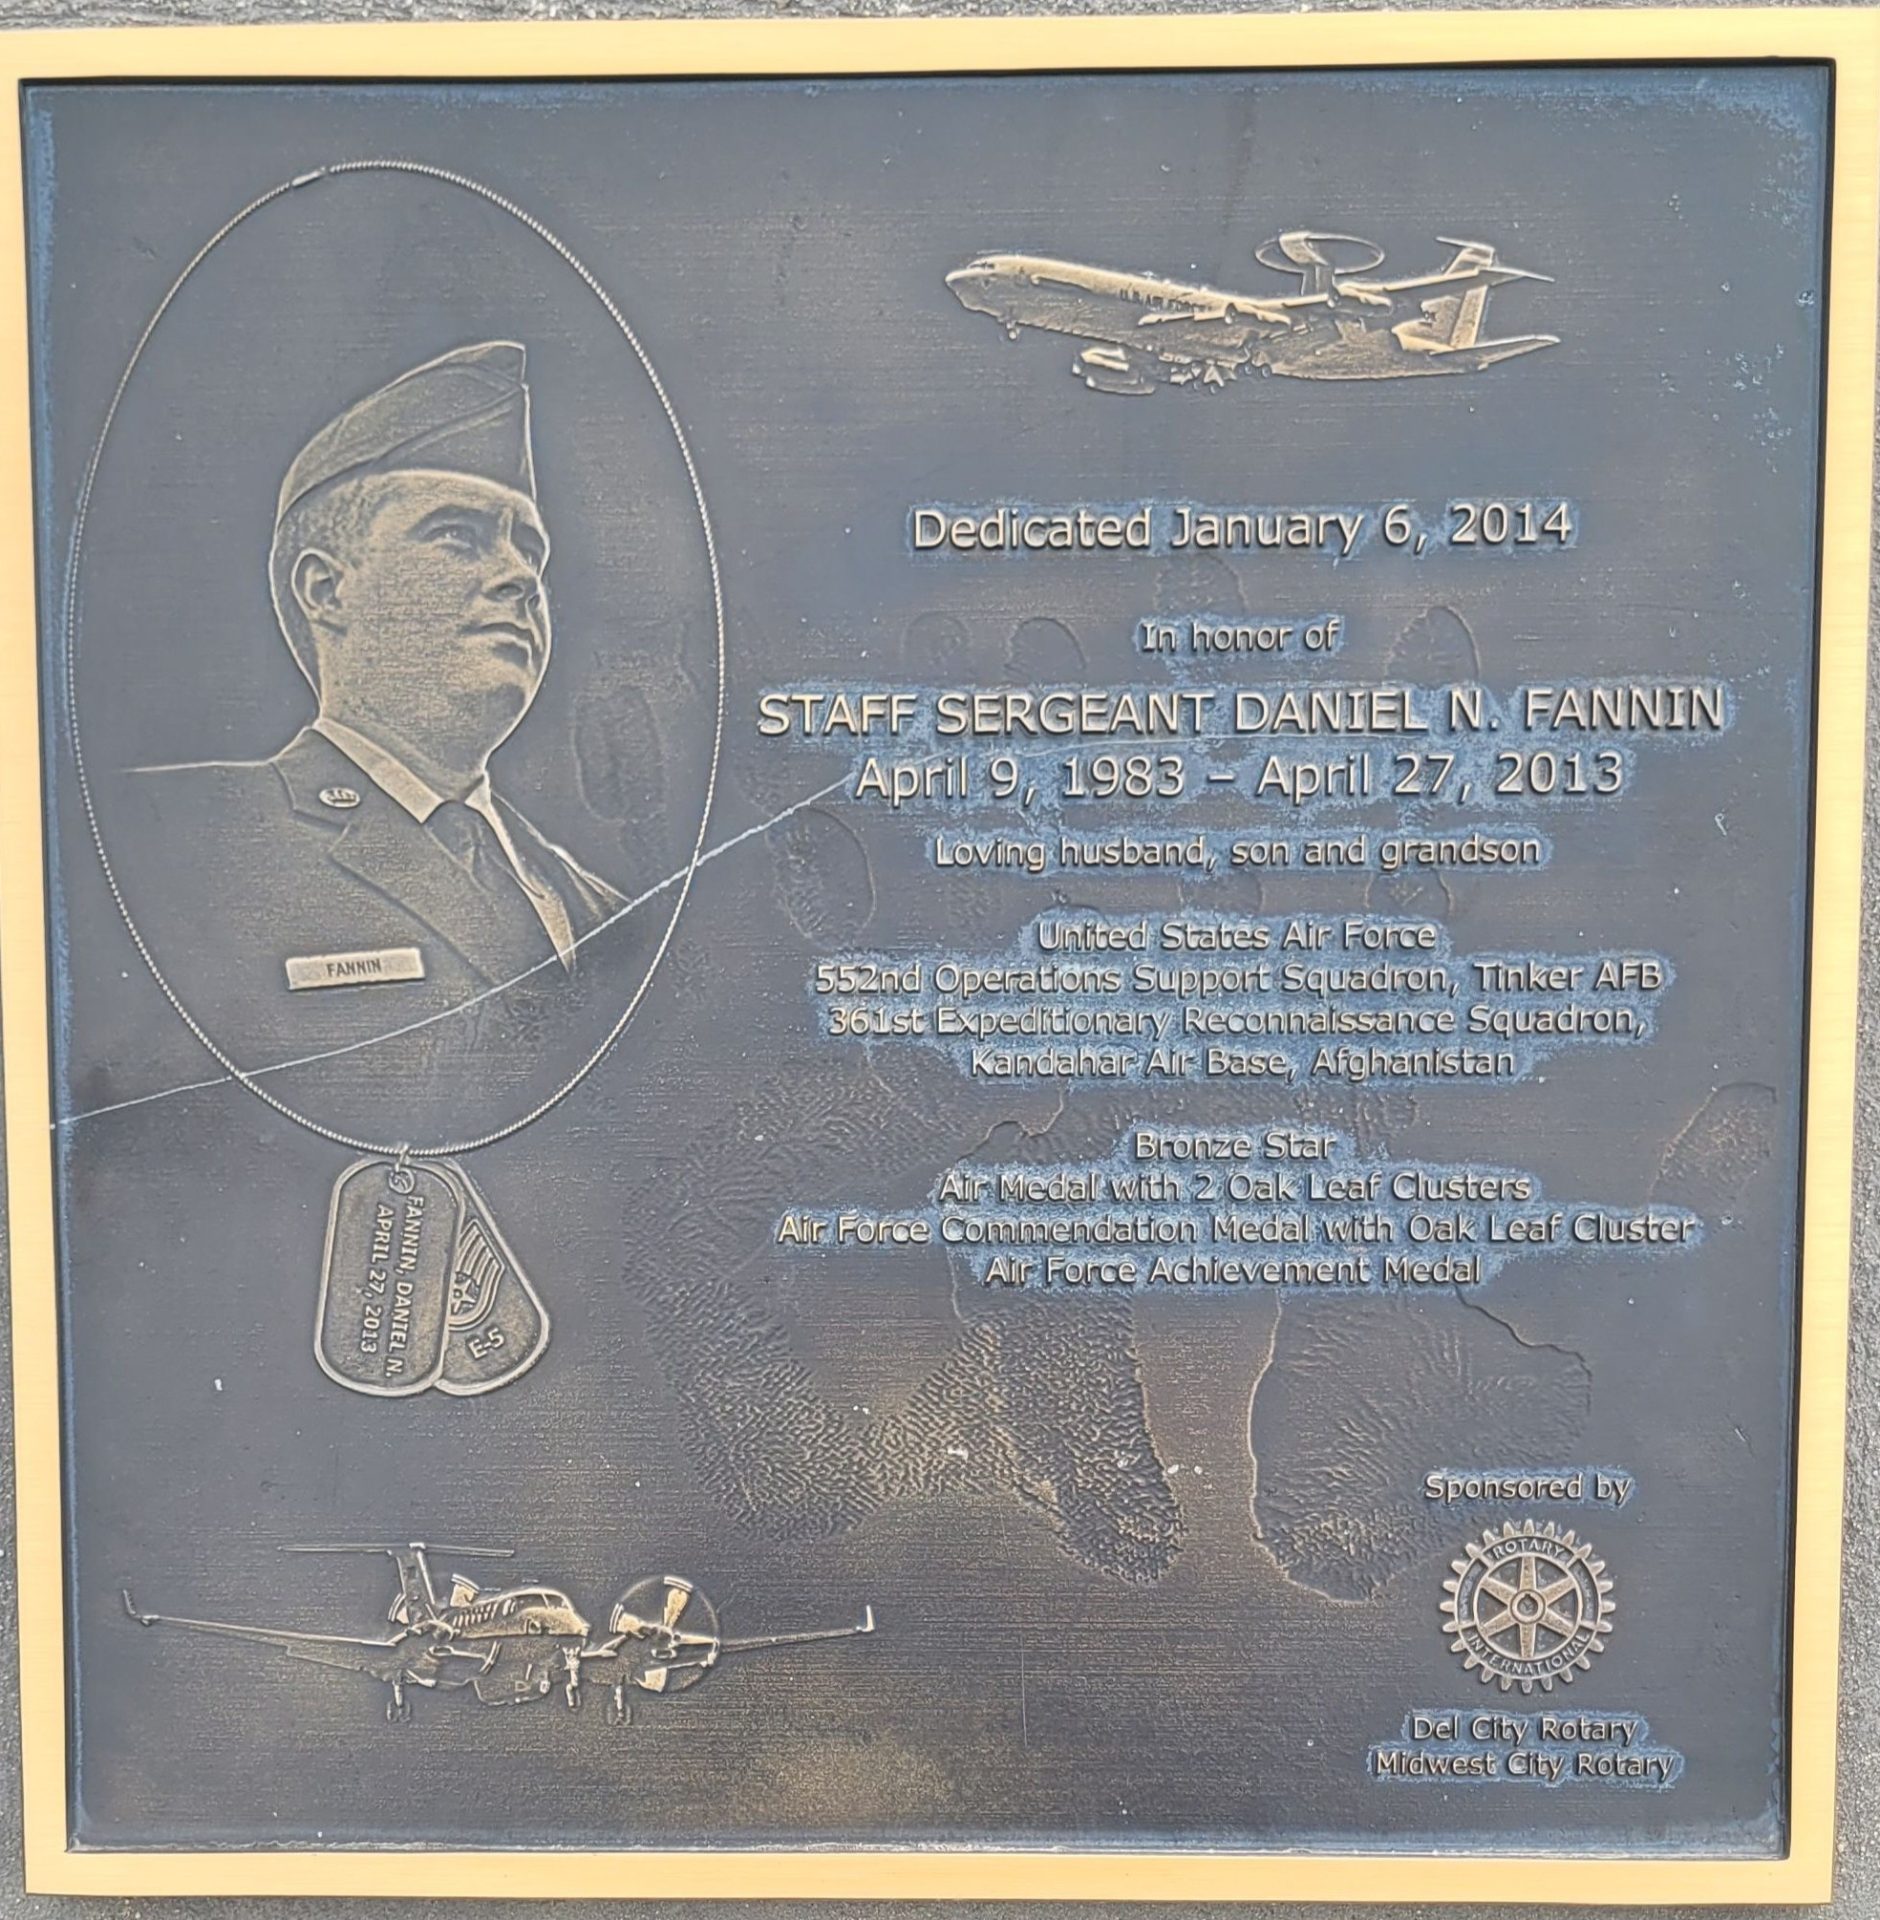 U.S. AIR FORCE
Dedicated January 6, 2014
In honor of
STAFF SERGEANT DANIEL N. FANNIN
April 9, 1983 – April 27, 2013
Loving husband, son and grandson
United States Air Force
552nd Operations Support Squadron, Tinker AFB
361st Expeditionary Reconnaissance Squadron,
Kandahar Air Base, Afghanistan
Bronze Star
Air Medal with 2 Oak Leaf Clusters
Air Force Commendation Medal with Oak Leaf Cluster
Air Force Achievement Medal
FANNIN
FANNIN, DANIEL N.
APRIL 27, 2013
E-5
Sponsored by
ROTARY
INTERNATIONAL
Del City Rotary
Midwest City Rotary